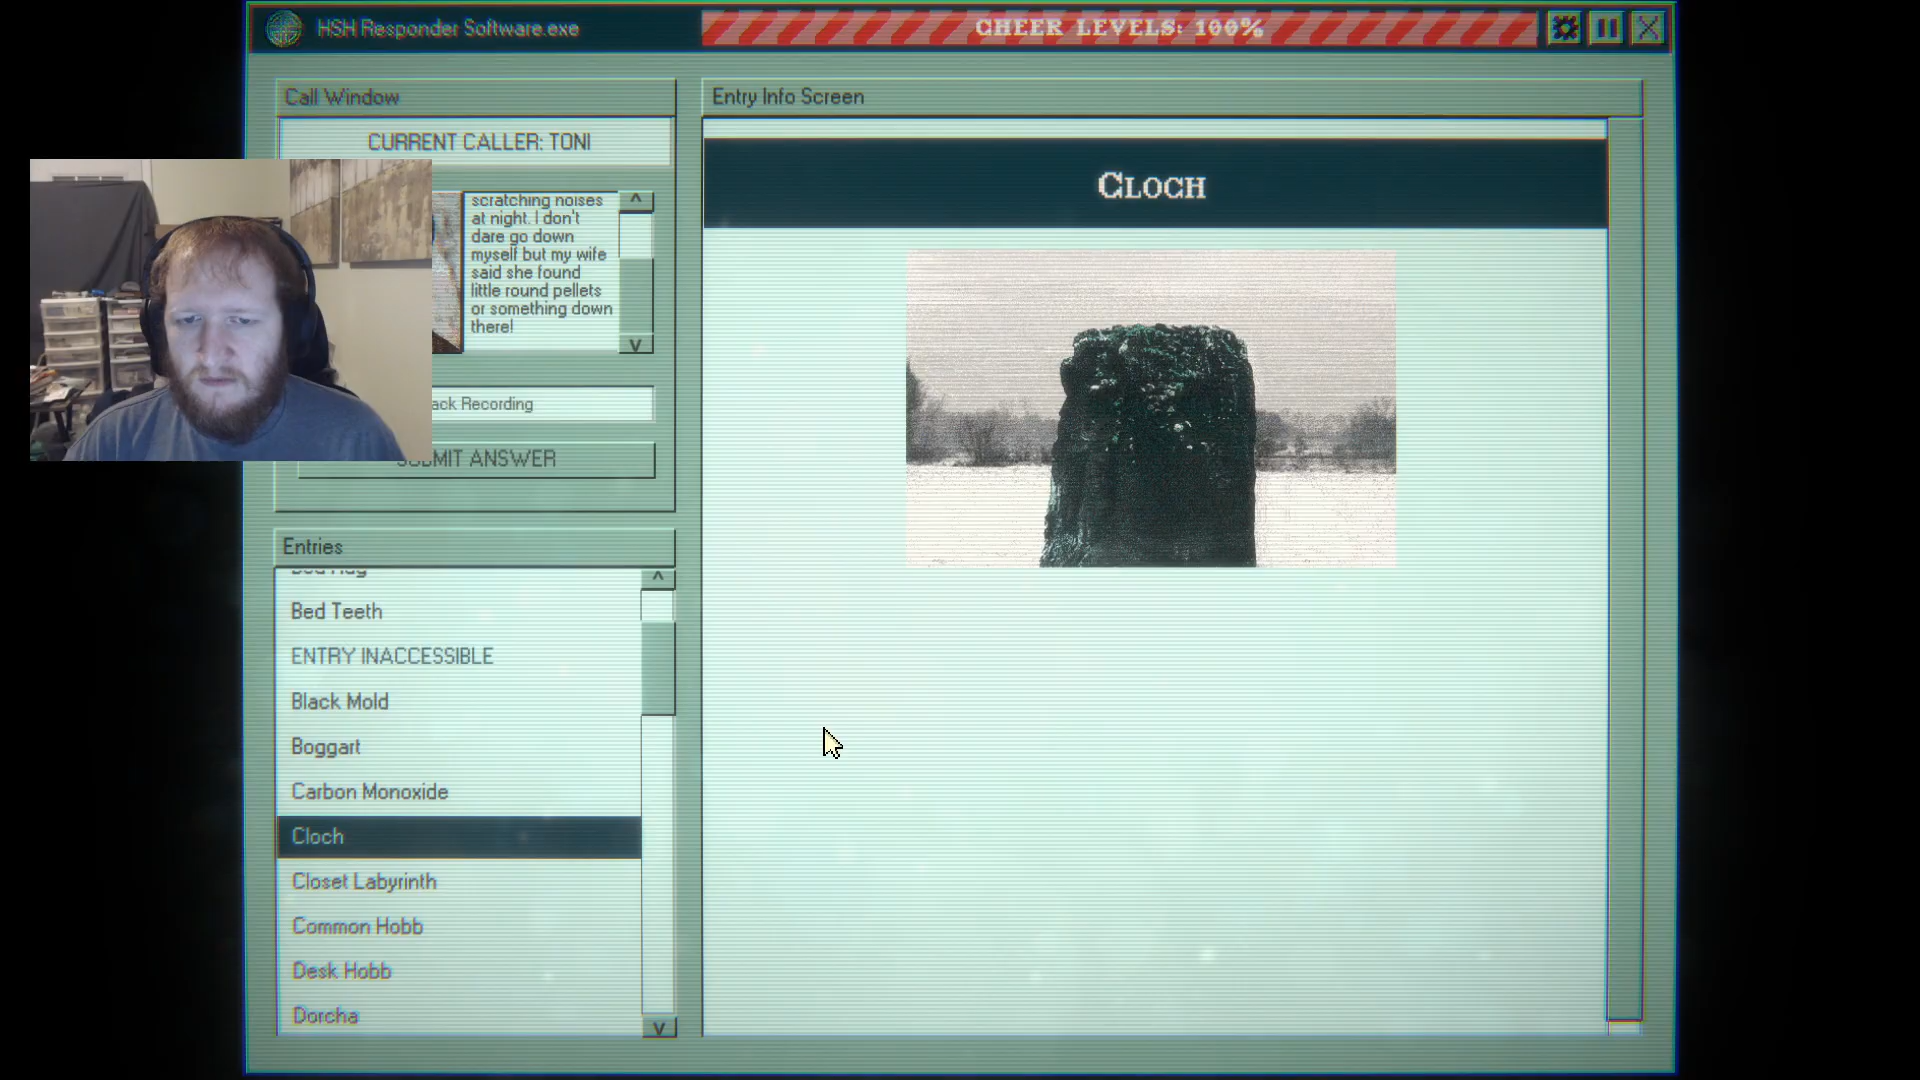 HSH Responder Software.exe
CHEER LEVELS: 100%
Call Window
CURRENT CALLER: TONI
scratching noises
at night. I don't
dare go down
myself but my wife
said she found
little round pellets
or something down
there!
ack Recording
SUBMIT ANSWER
Entries
Bed Teeth
ENTRY INACCESSIBLE
Black Mold
Boggart
Carbon Monoxide
Cloch
Closet Labyrinth
Common Hobb
Desk Hobb
Dorcha
Entry Info Screen
CLOCH